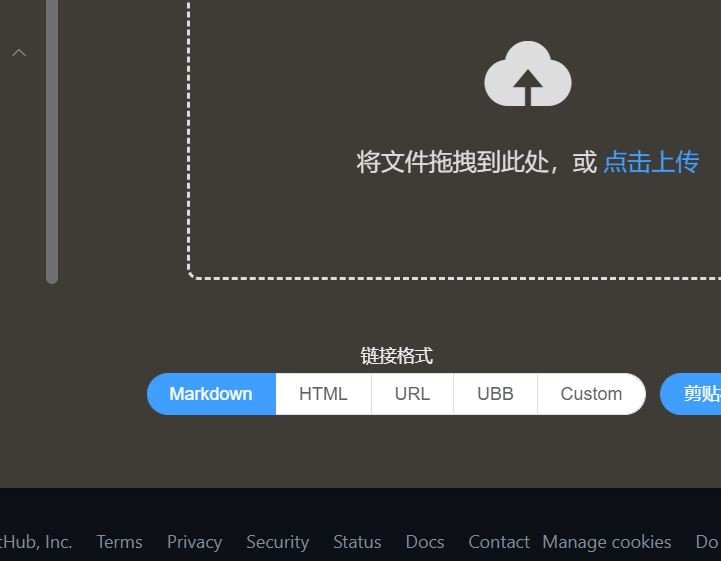 将文件拖拽到此处，或 点击上传
链接格式
Markdown HTML URL UBB Custom 剪贴
tHub, Inc. Terms Privacy Security Status Docs Contact Manage cookies Do